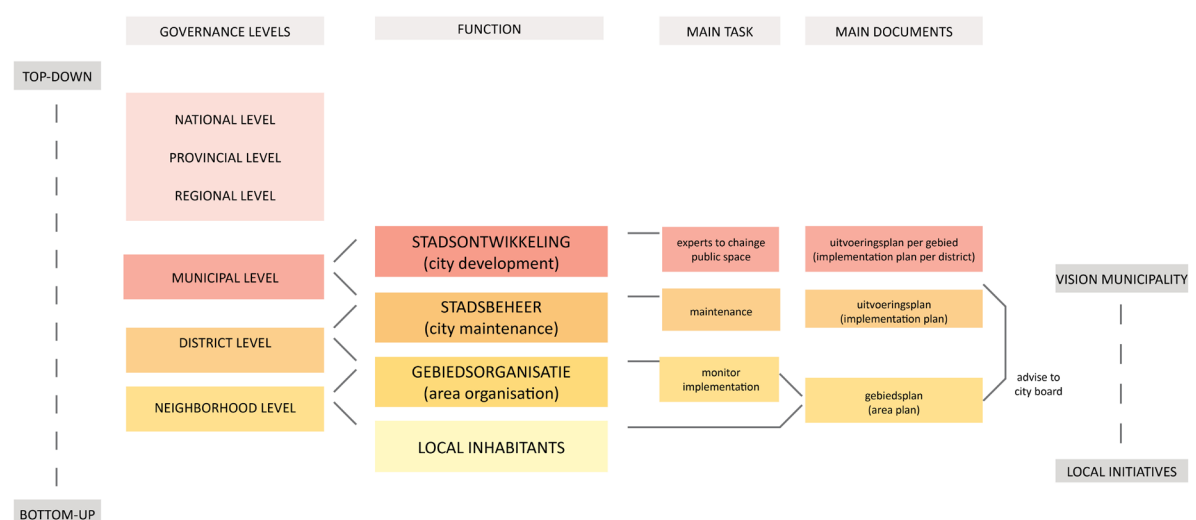 GOVERNANCE LEVELS
FUNCTION
MAIN TASK
MAIN DOCUMENTS
TOP-DOWN
NATIONAL LEVEL
PROVINCIAL LEVEL
REGIONAL LEVEL
MUNICIPAL LEVEL
DISTRICT LEVEL
NEIGHBORHOOD LEVEL
BOTTOM-UP
STADSONTWIKKELING
(city development)
STADSBEHEER
(city maintenance)
GEBIEDSORGANISATIE
(area organisation)
LOCAL INHABITANTS
experts to chainge
public space
maintenance
monitor
implementation
uitvoeringsplan per gebied
(implementation plan per district)
uitvoeringsplan
(implementation plan)
gebiedsplan
(area plan)
advise to
city board
VISION MUNICIPALITY
LOCAL INITIATIVES